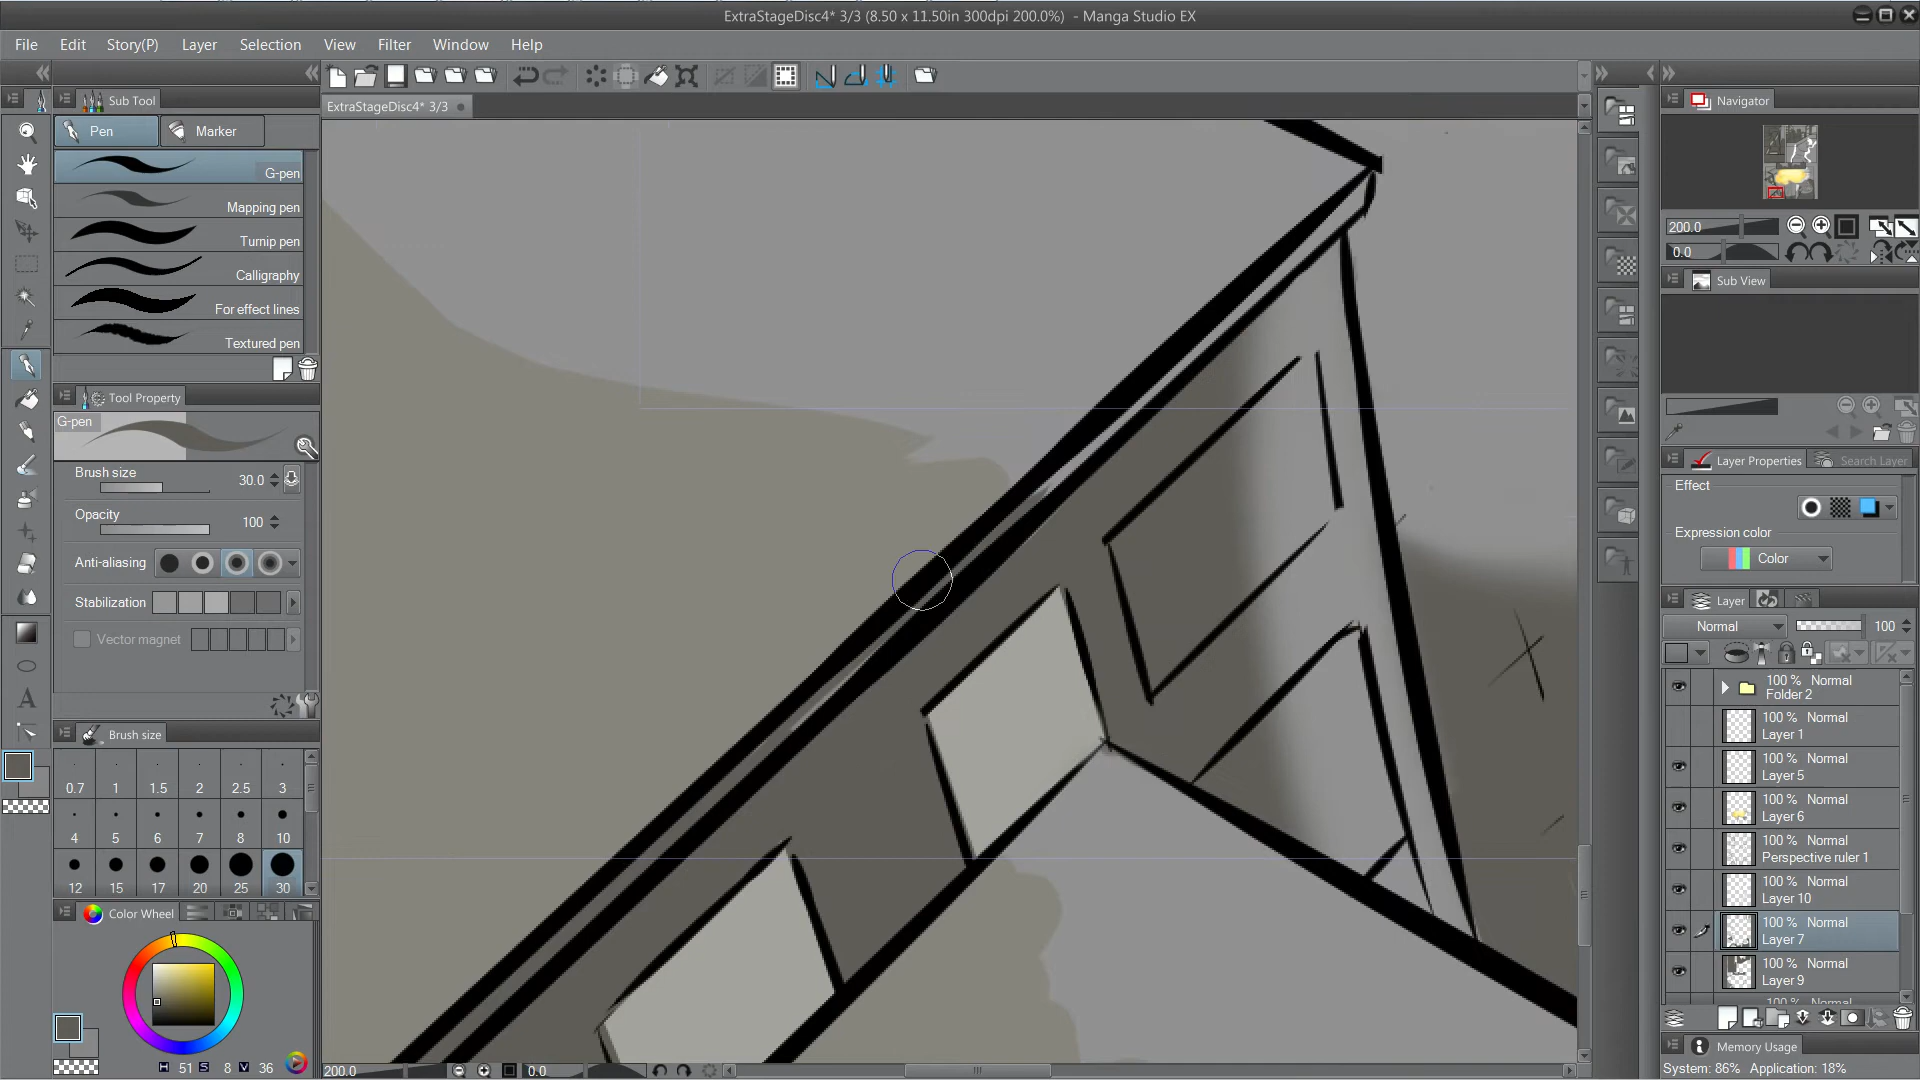 ExtraStageDisc4* 3/3 (8.50 x 11.50in 300dpi 200.0%) - Manga Studio EX
File Edit Story(P) Layer Selection View Filter Window Help
Sub Tool
ExtraStageDisc4* 3/3
Pen Marker
G-pen
Mapping pen
Turnip pen
Calligraphy
For effect lines
Textured pen
Tool Property
G-pen
Brush size 30.0
Opacity 100
Anti-aliasing
Stabilization
Vector magnet
Brush size
0.7 1 1.5 2 2.5 3
4 5 6 7 8 10
12 15 17 20 25 30
Color Wheel
H 51 S 8 V 36
200.0 0.0
Navigator
200.0
0.0
Sub View
Layer Properties Search Layer
Effect
Expression color
Color
Layer
Normal 100
100 % Normal
Folder 2
100 % Normal
Layer 1
100 % Normal
Layer 5
100 % Normal
Layer 6
100 % Normal
Perspective ruler 1
100 % Normal
Layer 10
100 % Normal
Layer 7
100 % Normal
Layer 9
100 % Normal
Memory Usage
System: 86% Application: 18%